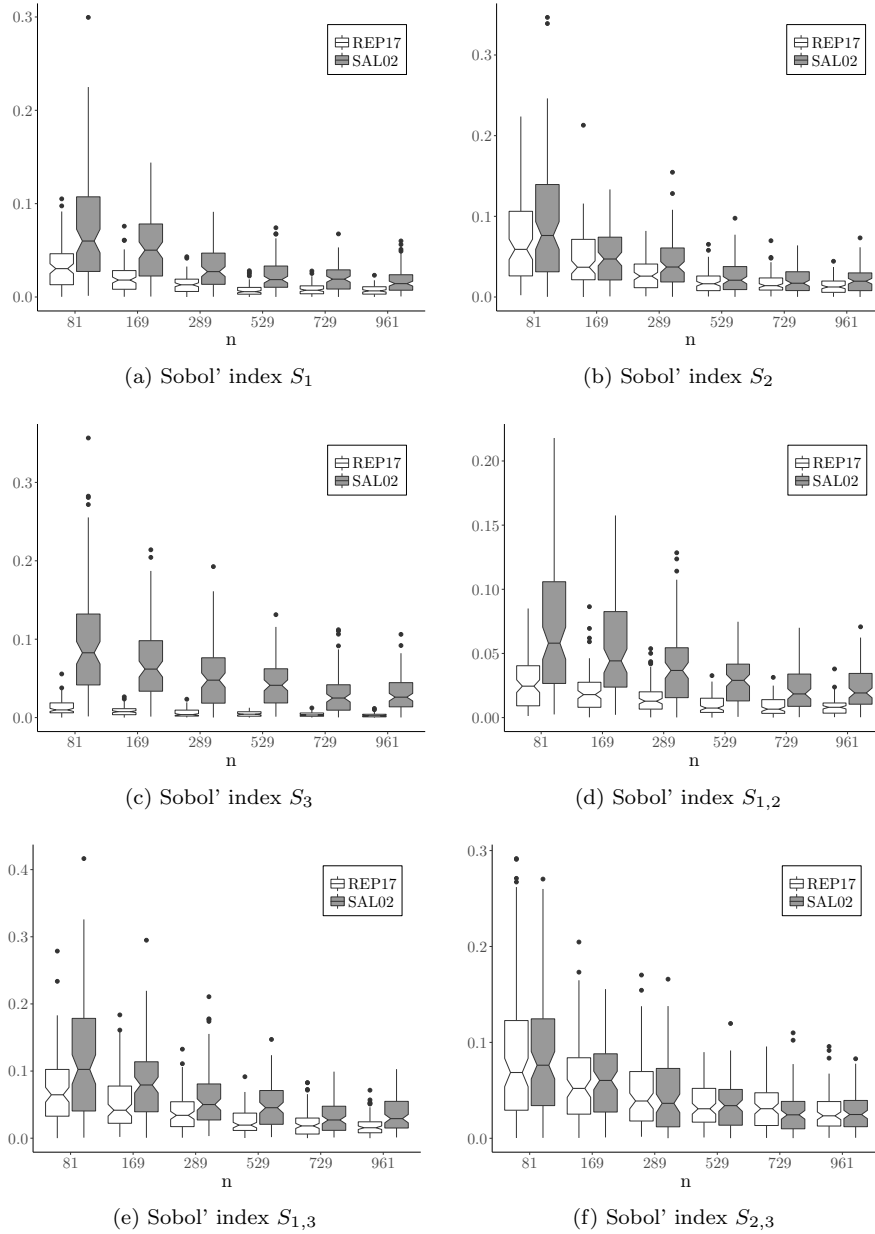 0.3
0.2
0.1
0.0
REP17
SAL02
81 169 289 529 729 961
n
(a) Sobol' index S1
0.3
0.2
0.1
0.0
REP17
SAL02
81 169 289 529 729 961
n
(b) Sobol' index S2
0.3
0.2
0.1
0.0
REP17
SAL02
81 169 289 529 729 961
n
(c) Sobol' index S3
0.20
0.15
0.10
0.05
0.00
REP17
SAL02
81 169 289 529 729 961
n
(d) Sobol' index S1,2
0.4
0.3
0.2
0.1
0.0
REP17
SAL02
81 169 289 529 729 961
n
(e) Sobol' index S1,3
0.3
0.2
0.1
0.0
REP17
SAL02
81 169 289 529 729 961
n
(f) Sobol' index S2,3